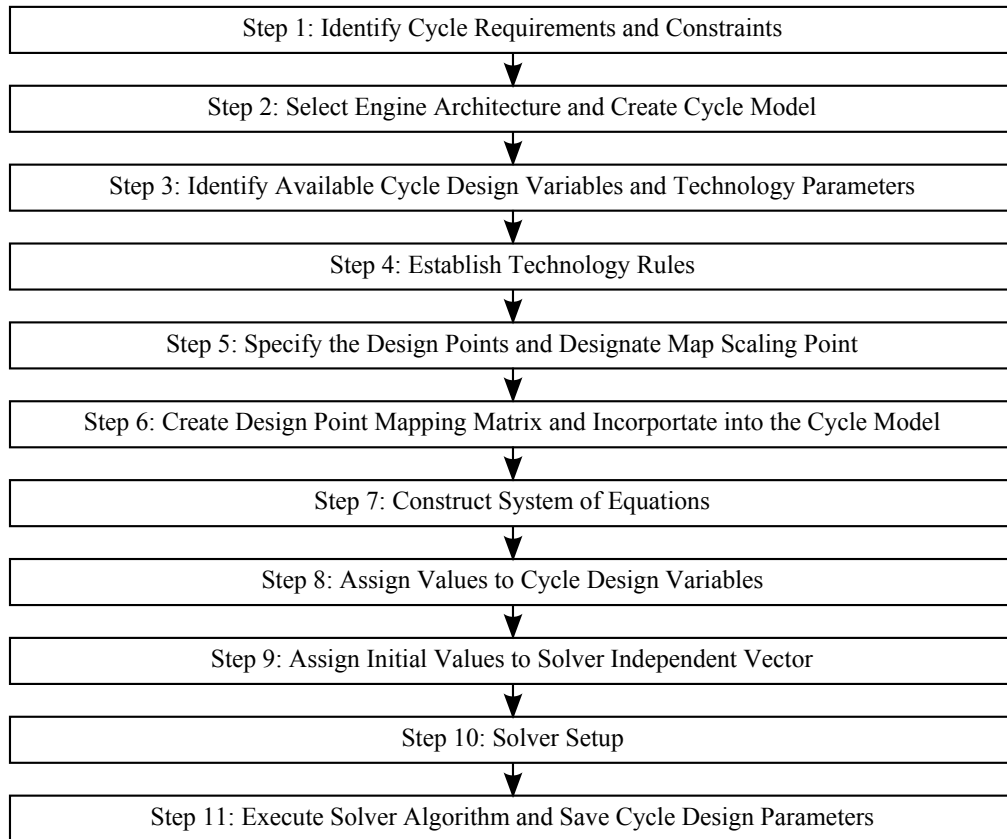 Step 1: Identify Cycle Requirements and Constraints
Step 2: Select Engine Architecture and Create Cycle Model
Step 3: Identify Available Cycle Design Variables and Technology Parameters
Step 4: Establish Technology Rules
Step 5: Specify the Design Points and Designate Map Scaling Point
Step 6: Create Design Point Mapping Matrix and Incorportate into the Cycle Model
Step 7: Construct System of Equations
Step 8: Assign Values to Cycle Design Variables
Step 9: Assign Initial Values to Solver Independent Vector
Step 10: Solver Setup
Step 11: Execute Solver Algorithm and Save Cycle Design Parameters